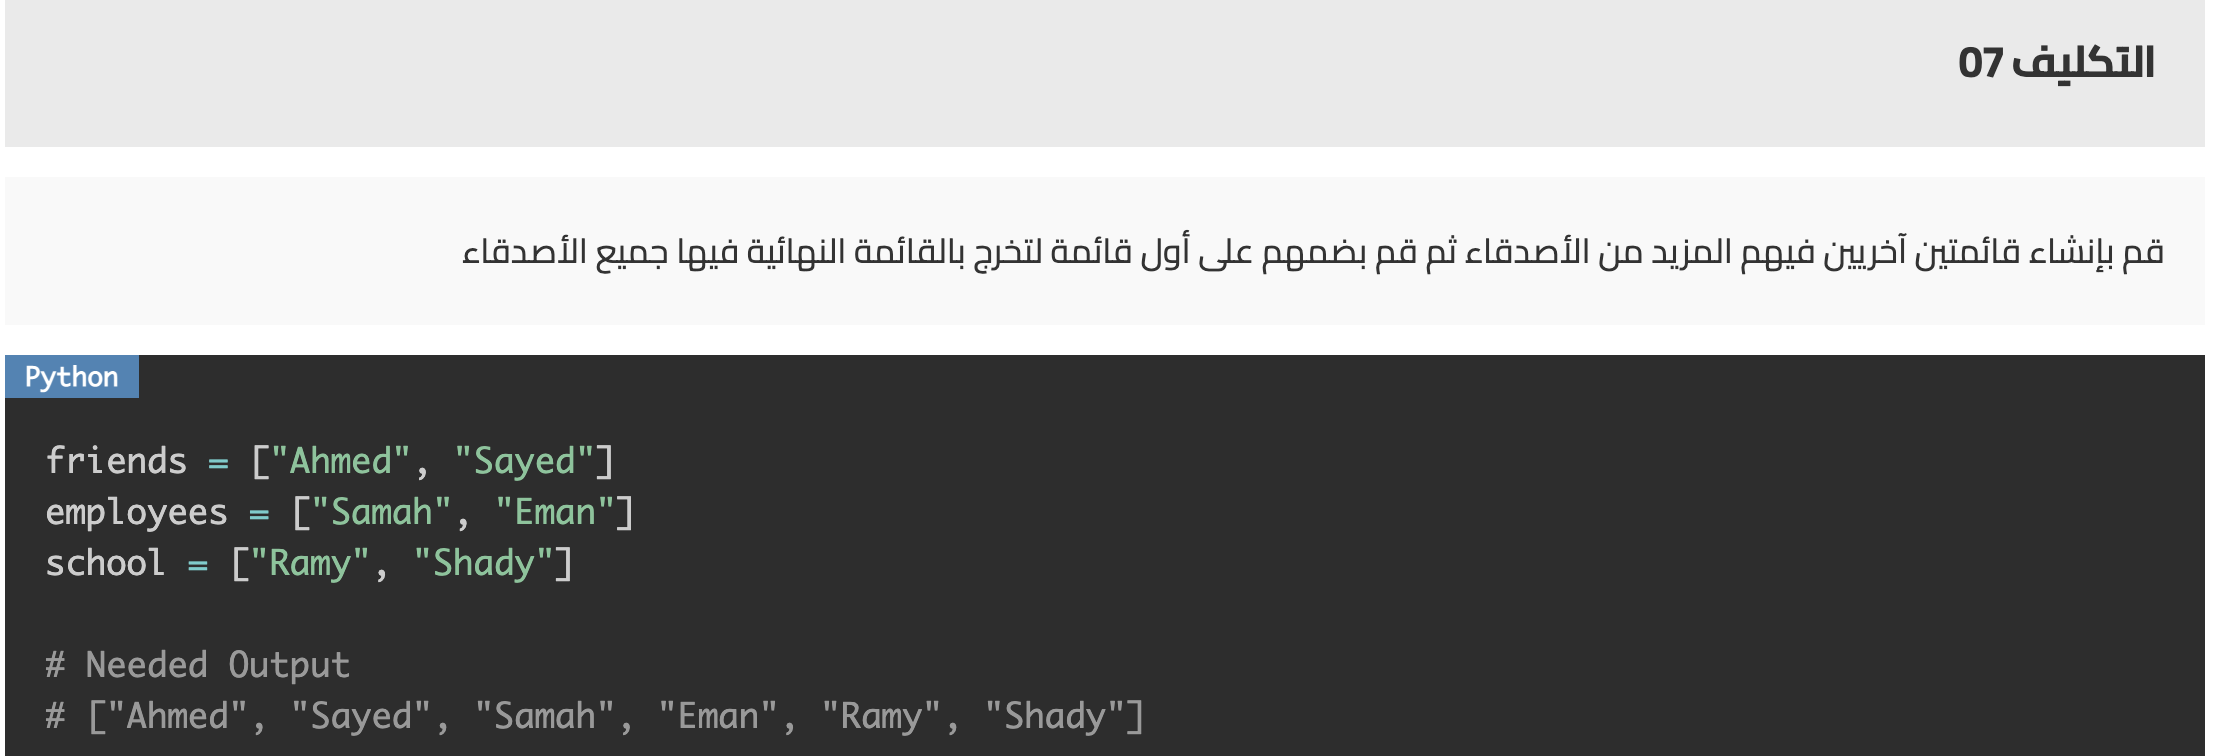 التكليف 07
قم بإنشاء قائمتين آخريين فيهم المزيد من الأصدقاء ثم قم بضمهم على أول قائمة لتخرج بالقائمة النهائية فيها جميع الأصدقاء
Python
friends = ["Ahmed", "Sayed"]
employees = ["Samah", "Eman"]
school = ["Ramy", "Shady"]
# Needed Output
# ["Ahmed", "Sayed", "Samah", "Eman", "Ramy", "Shady"]